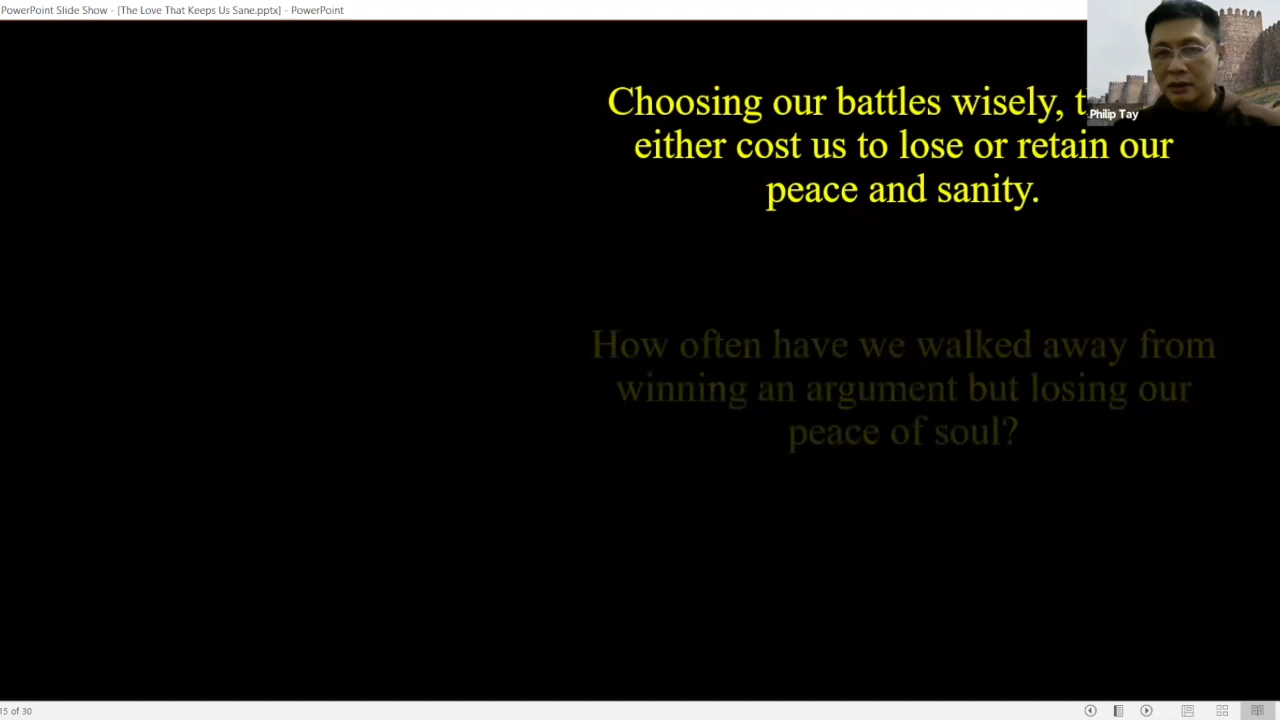 PowerPoint Slide Show - [The Love That Keeps Us Sane.pptx] - PowerPoint
Choosing our battles wisely,
Philip Tay
either cost us to lose or retain our
peace and sanity.
How often have we walked away from
winning an argument but losing our
peace of soul?
15 of 30